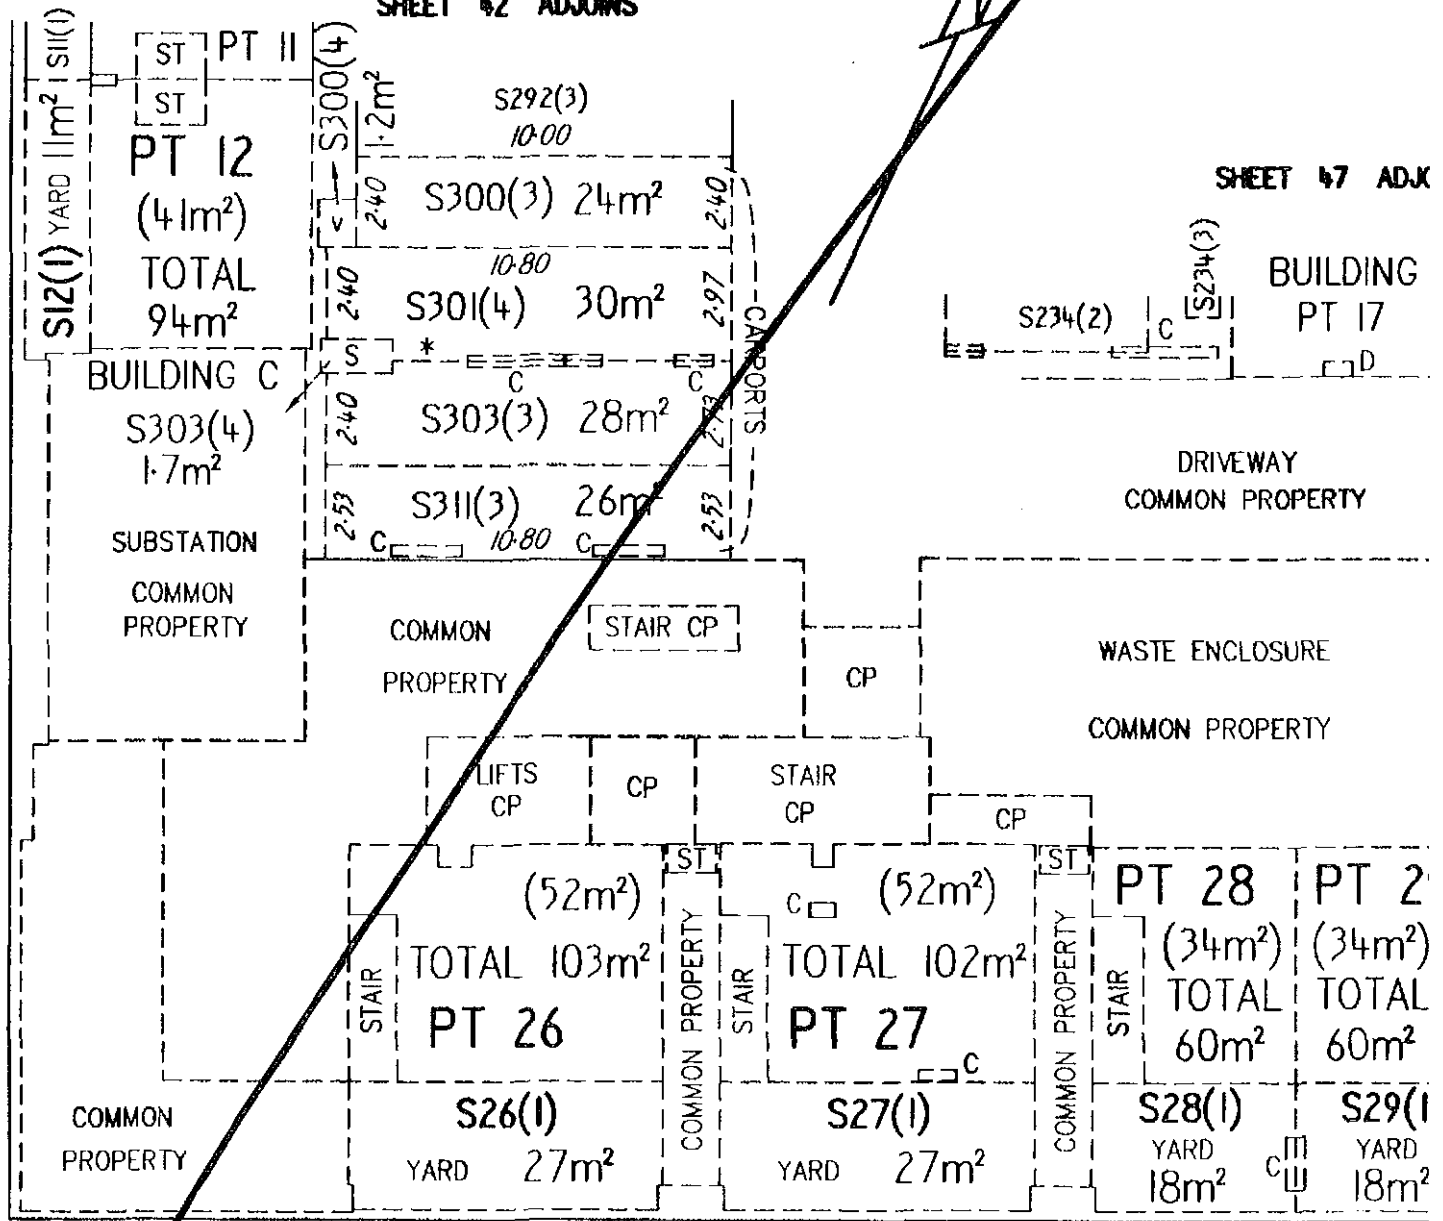 SHEET 42 ADJOINS
S11(1)
ST
PT 11
S300(4)
1·2m²
ST
S292(3)
10·00
SHEET 47 ADJO
PT 12
(41m²)
TOTAL
94m²
S12(1) YARD 11m²
2·40
S300(3) 24m²
2·40
<
10·80
2·40
S301(4) 30m²
2·97
CARPORTS
S234(3)
BUILDING
PT 17
S234(2)
C
D
S
*
C
C
BUILDING C
S303(4)
1·7m²
2·40
S303(3) 28m²
2·73
DRIVEWAY
COMMON PROPERTY
2·53
S311(3) 26m²
2·53
C
10·80
C
SUBSTATION
COMMON
PROPERTY
COMMON
PROPERTY
STAIR CP
CP
WASTE ENCLOSURE
COMMON PROPERTY
LIFTS
CP
CP
STAIR
CP
CP
ST
ST
(52m²)
TOTAL 103m²
PT 26
STAIR
COMMON PROPERTY
C
(52m²)
TOTAL 102m²
PT 27
STAIR
C
COMMON PROPERTY
PT 28
(34m²)
TOTAL
60m²
STAIR
PT 29
(34m²)
TOTAL
60m²
COMMON
PROPERTY
S26(1)
YARD 27m²
S27(1)
YARD 27m²
S28(1)
YARD
18m²
C
S29(1
YARD
18m²